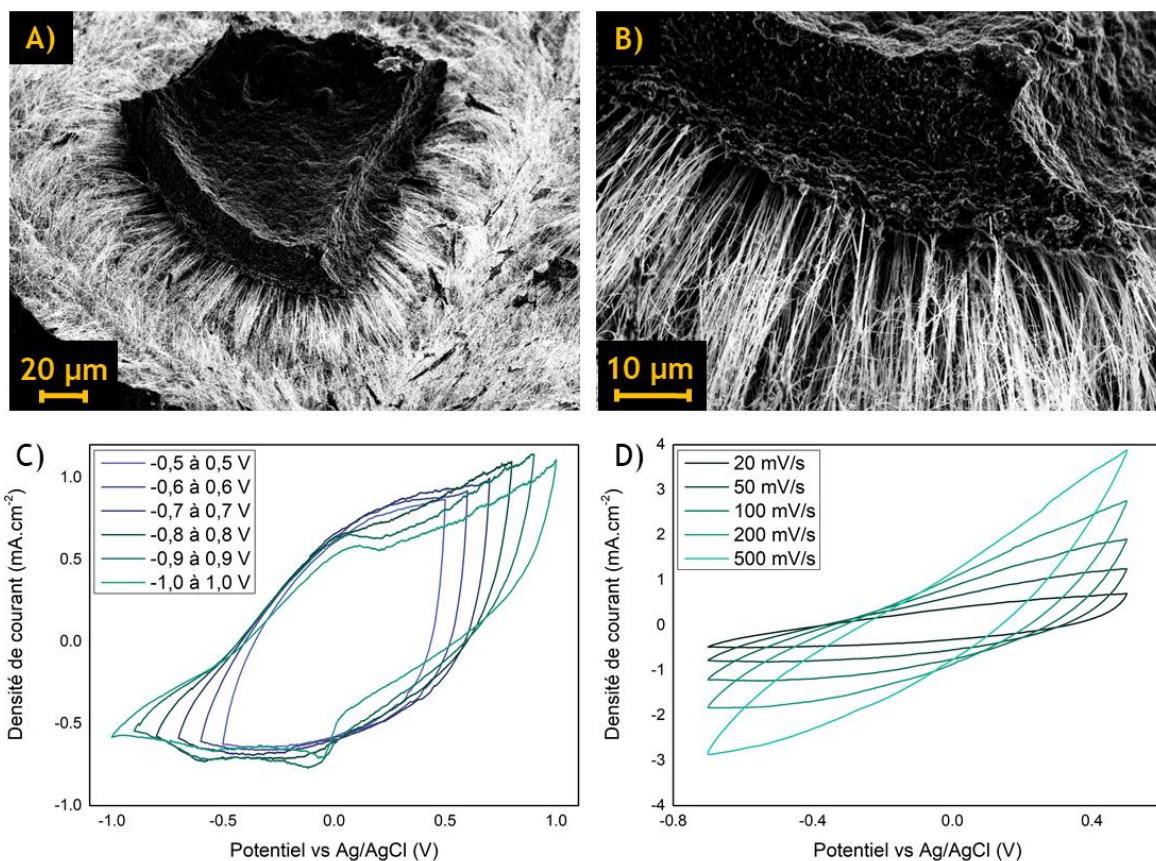 A)
20 µm
B)
10 µm
C)
-0,5 à 0,5 V
-0,6 à 0,6 V
-0,7 à 0,7 V
-0,8 à 0,8 V
-0,9 à 0,9 V
-1,0 à 1,0 V
Densité de courant (mA.cm⁻²)
1.0
0.5
0.0
-0.5
-1.0
-1.0
-0.5
0.0
0.5
1.0
Potentiel vs Ag/AgCl (V)
D)
20 mV/s
50 mV/s
100 mV/s
200 mV/s
500 mV/s
Densité de courant (mA.cm⁻²)
4
3
2
1
0
-1
-2
-3
-4
-0.8
-0.4
0.0
0.4
Potentiel vs Ag/AgCl (V)